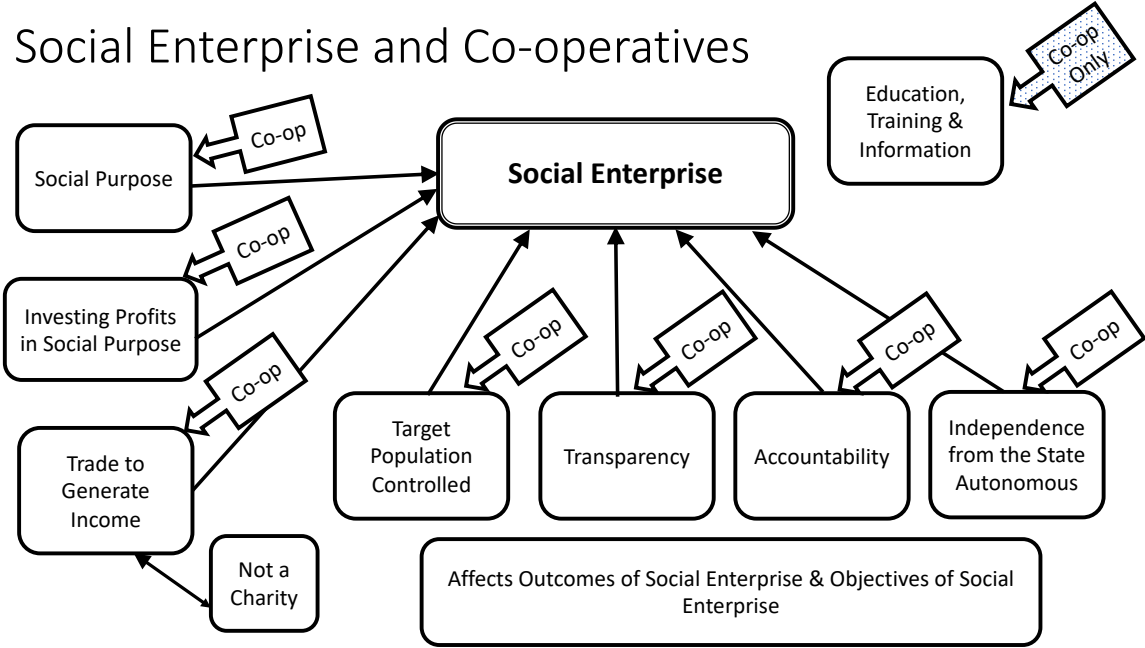 Social Enterprise and Co-operatives
Co-op
Only
Education,
Training &
Information
Co-op
Social Purpose
Social Enterprise
Co-op
Investing Profits
in Social Purpose
Co-op
Trade to
Generate
Income
Not a
Charity
Co-op
Target
Population
Controlled
Co-op
Transparency
Co-op
Accountability
Co-op
Independence
from the State
Autonomous
Affects Outcomes of Social Enterprise & Objectives of Social
Enterprise